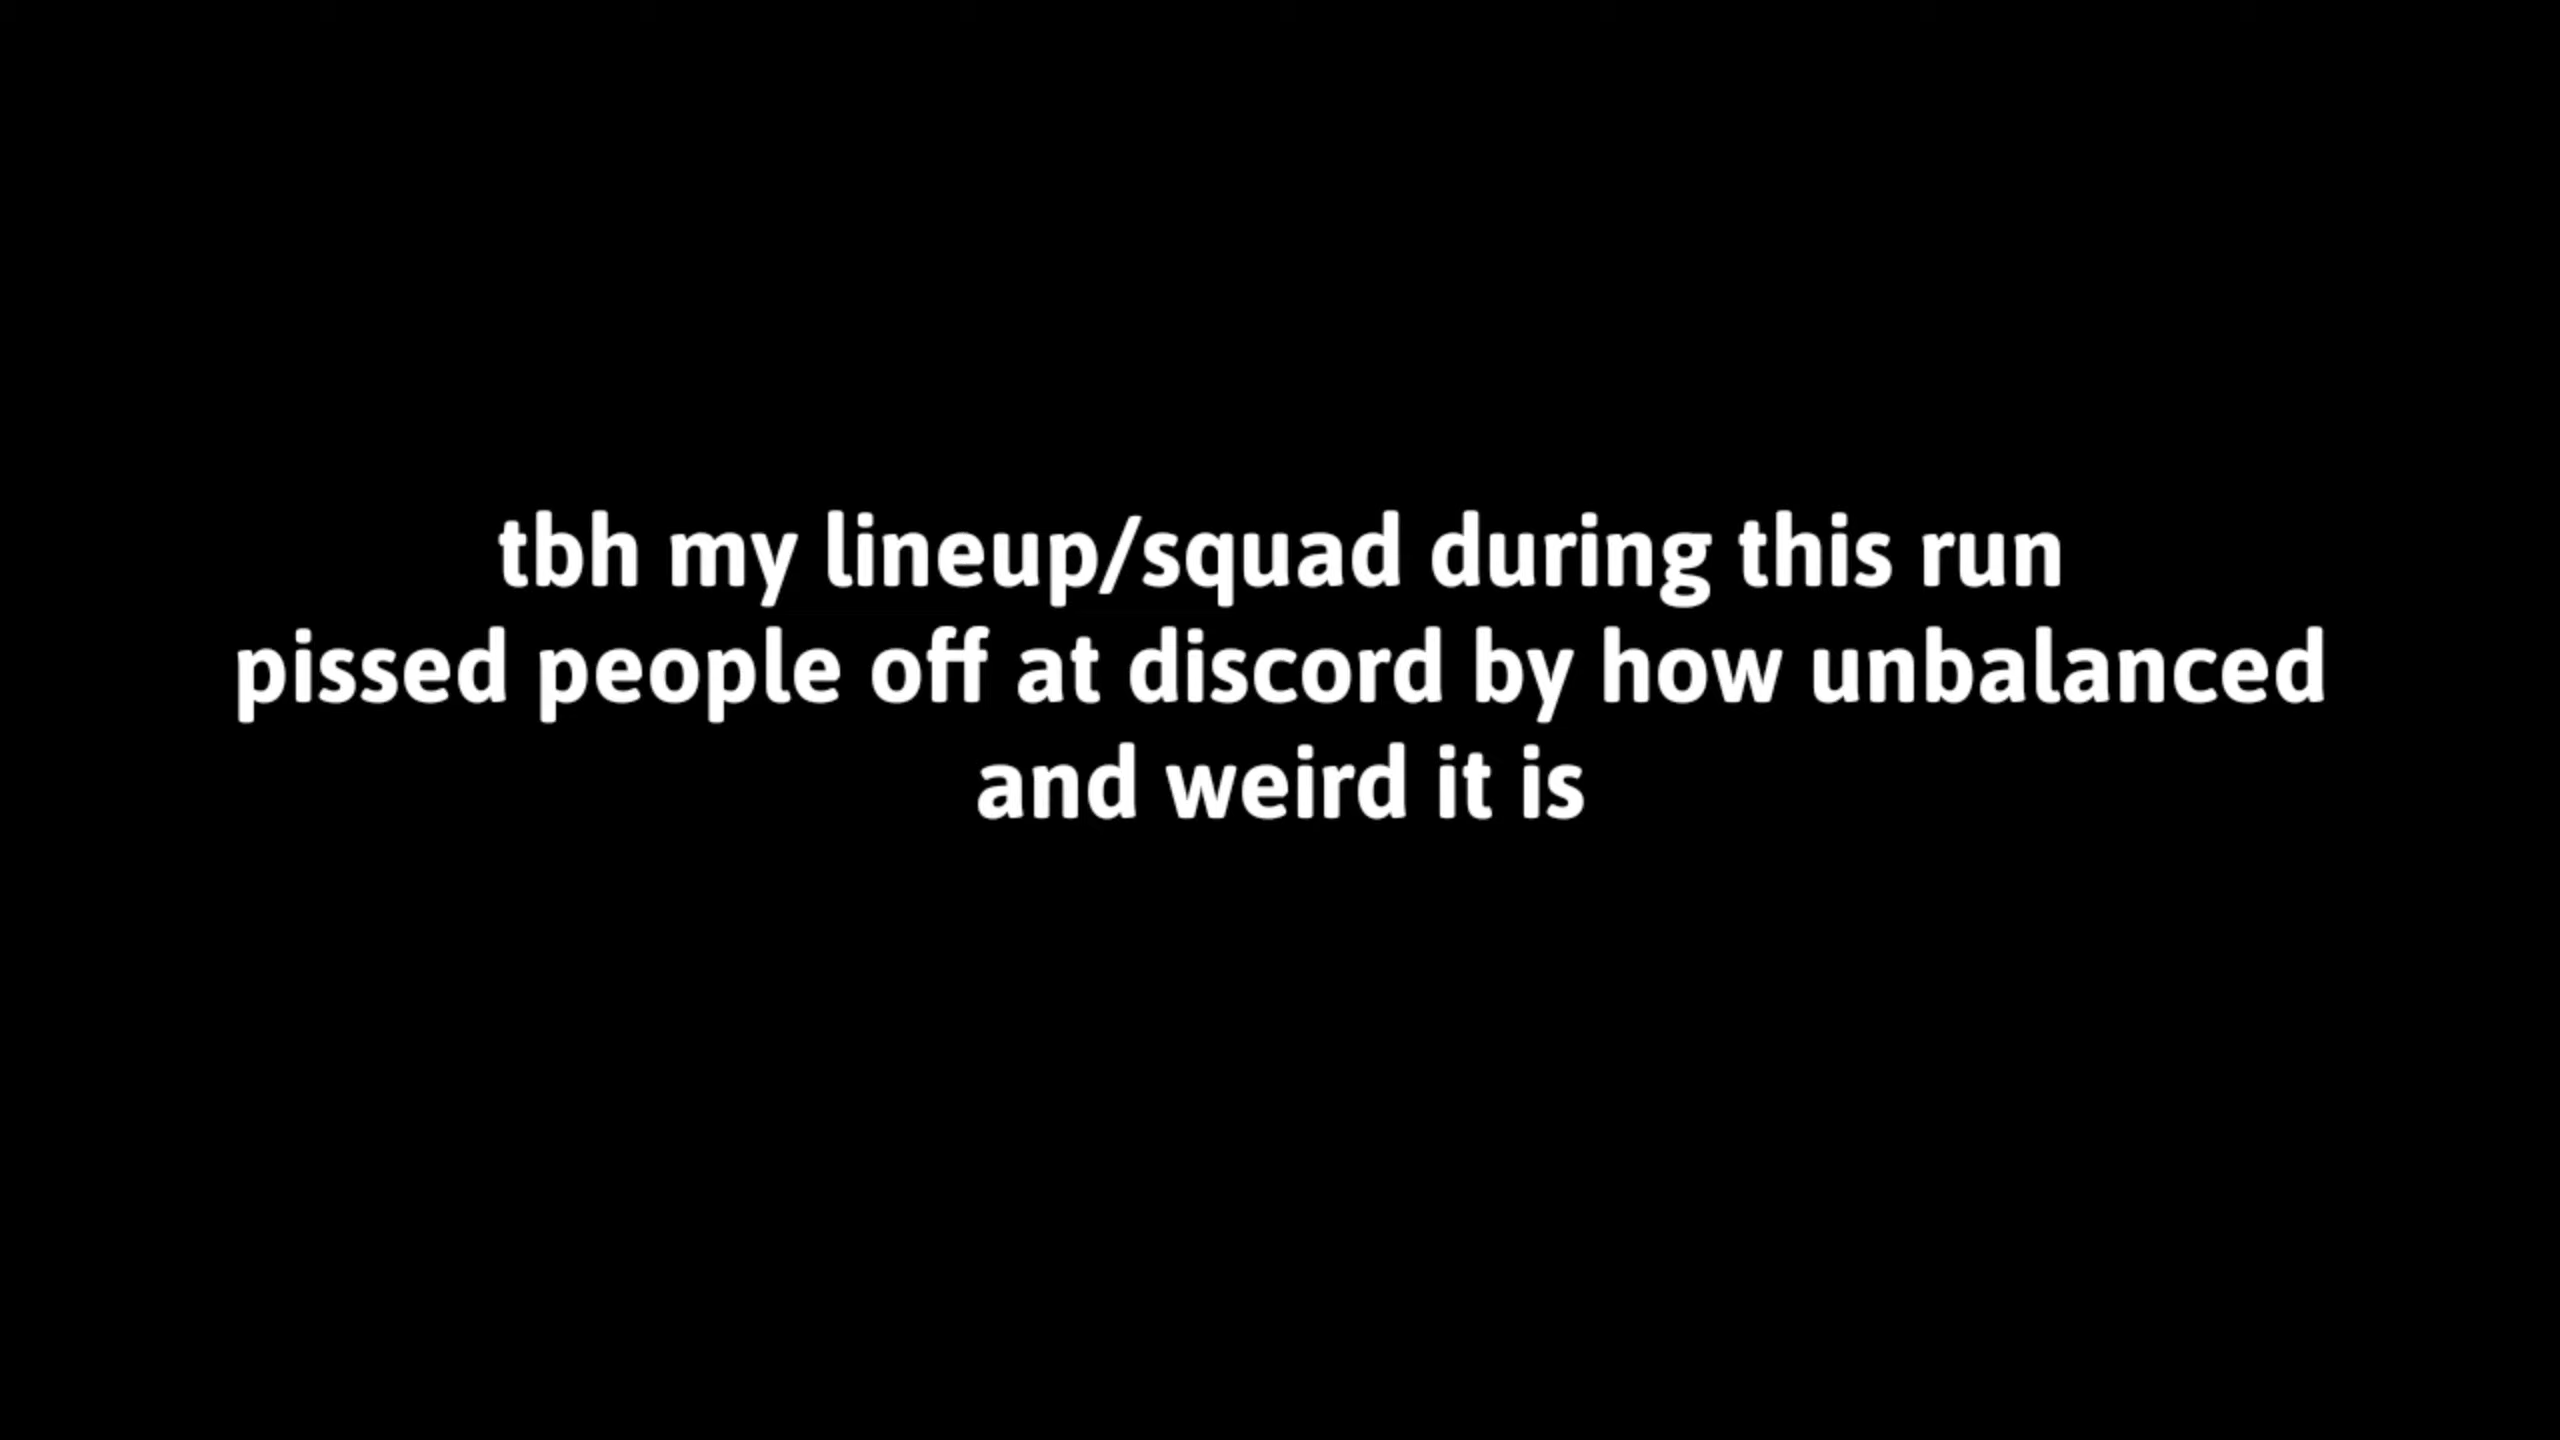 tbh my lineup/squad during this run
pissed people off at discord by how unbalanced
and weird it is